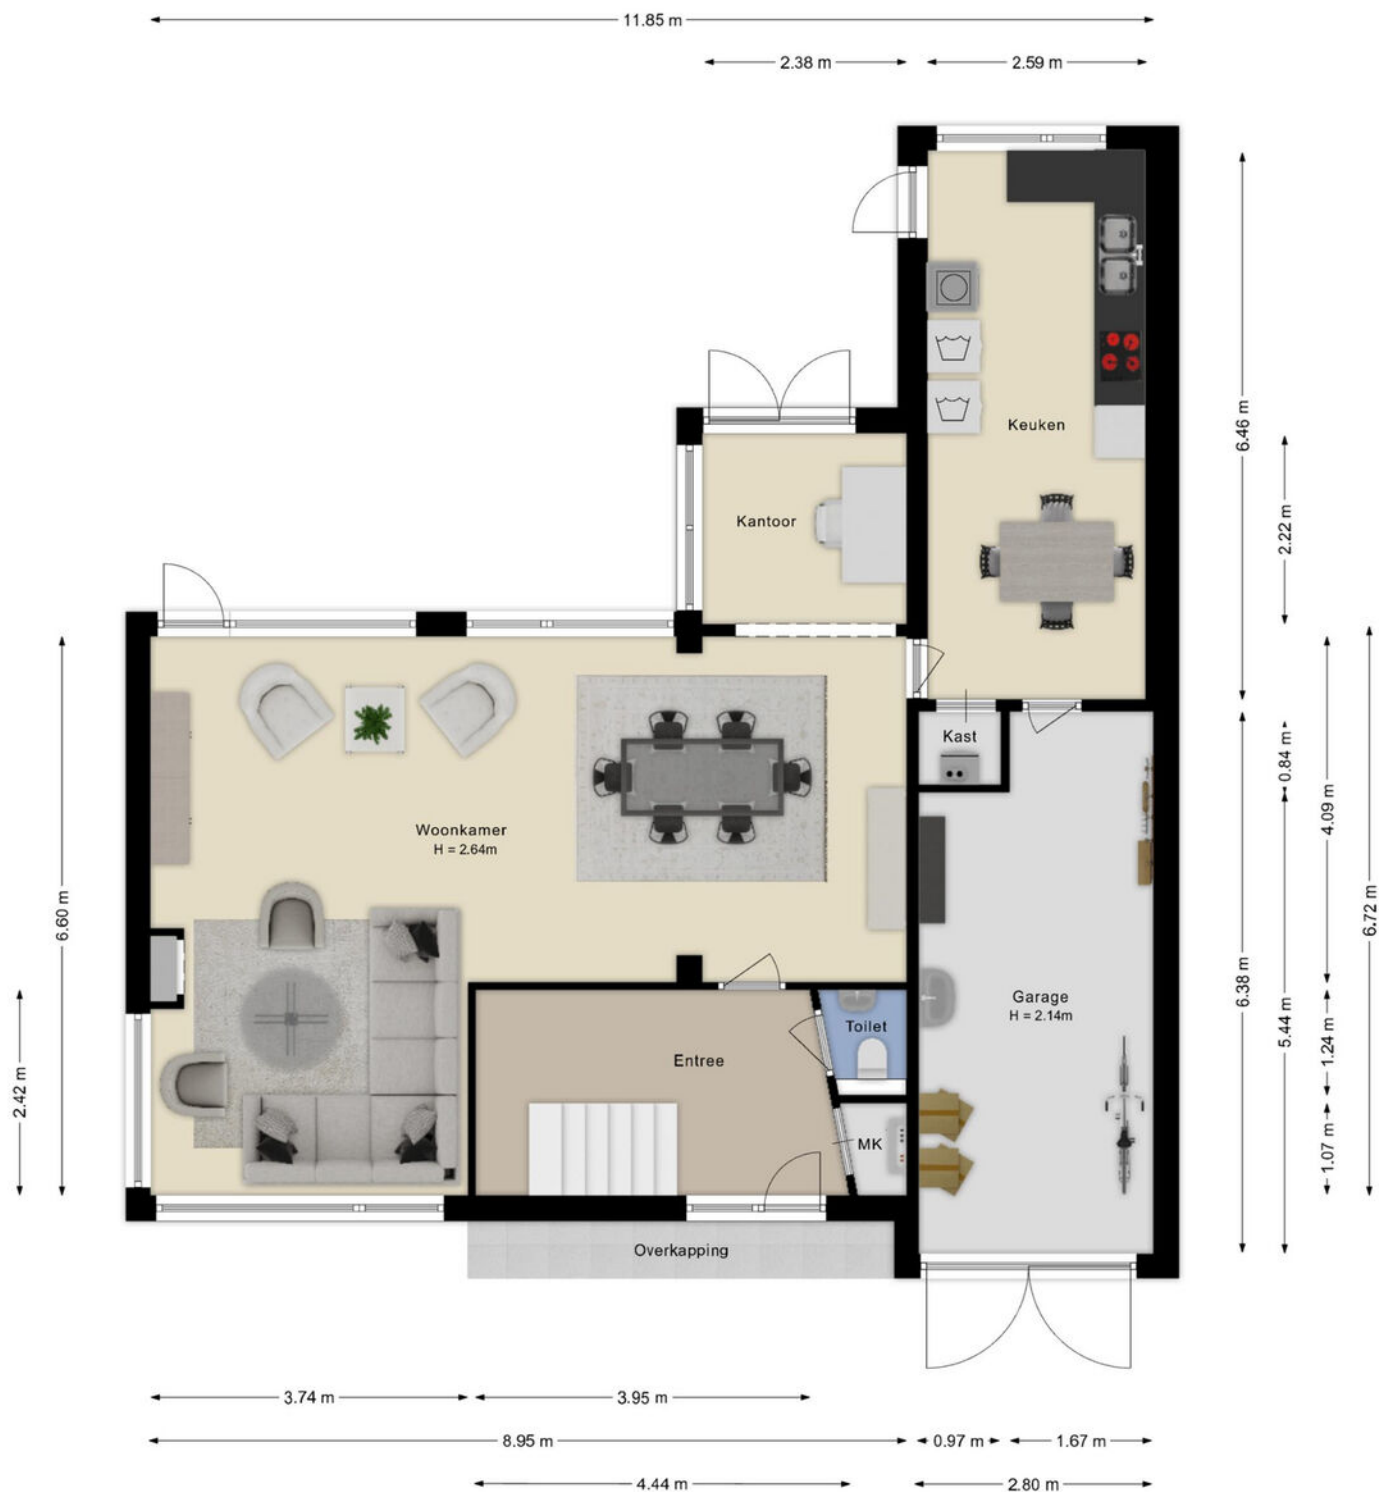 11.85 m
2.38 m
2.59 m
Keuken
6.46 m
Kantoor
2.22 m
Kast
0.84 m
Woonkamer
H = 2.64m
4.09 m
6.60 m
6.72 m
Garage
H = 2.14m
6.38 m
5.44 m
Toilet
1.24 m
Entree
2.42 m
MK
1.07 m
Overkapping
3.74 m
3.95 m
8.95 m
0.97 m
1.67 m
4.44 m
2.80 m